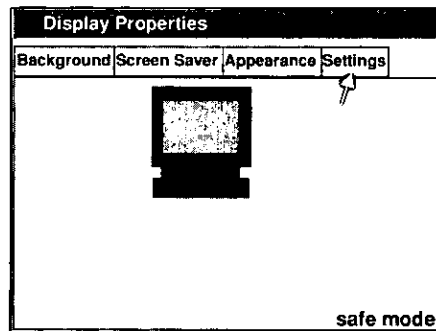 Display Properties
Background Screen Saver Appearance Settings
safe mode